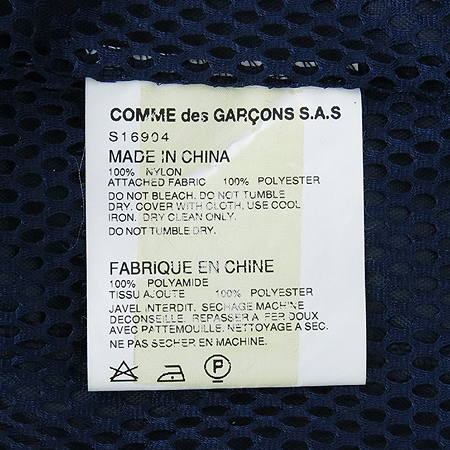 COMME des GARÇONS S.A.S
S16904
MADE IN CHINA
100% NYLON
ATTACHED FABRIC 100% POLYESTER
DO NOT BLEACH. DO NOT TUMBLE
DRY. COVER WITH CLOTH, USE COOL
IRON. DRY CLEAN ONLY.
DO NOT TUMBLE DRY.
FABRIQUE EN CHINE
100% POLYAMIDE
TISSU AJOUTE 100% POLYESTER
JAVEL INTERDIT. SECHAGE MACHINE
DECONSEILLE. REPASSER A FER DOUX
AVEC PATTEMOUILLE. NETTOYAGE A SEC.
NE PAS SECHER EN MACHINE.
P